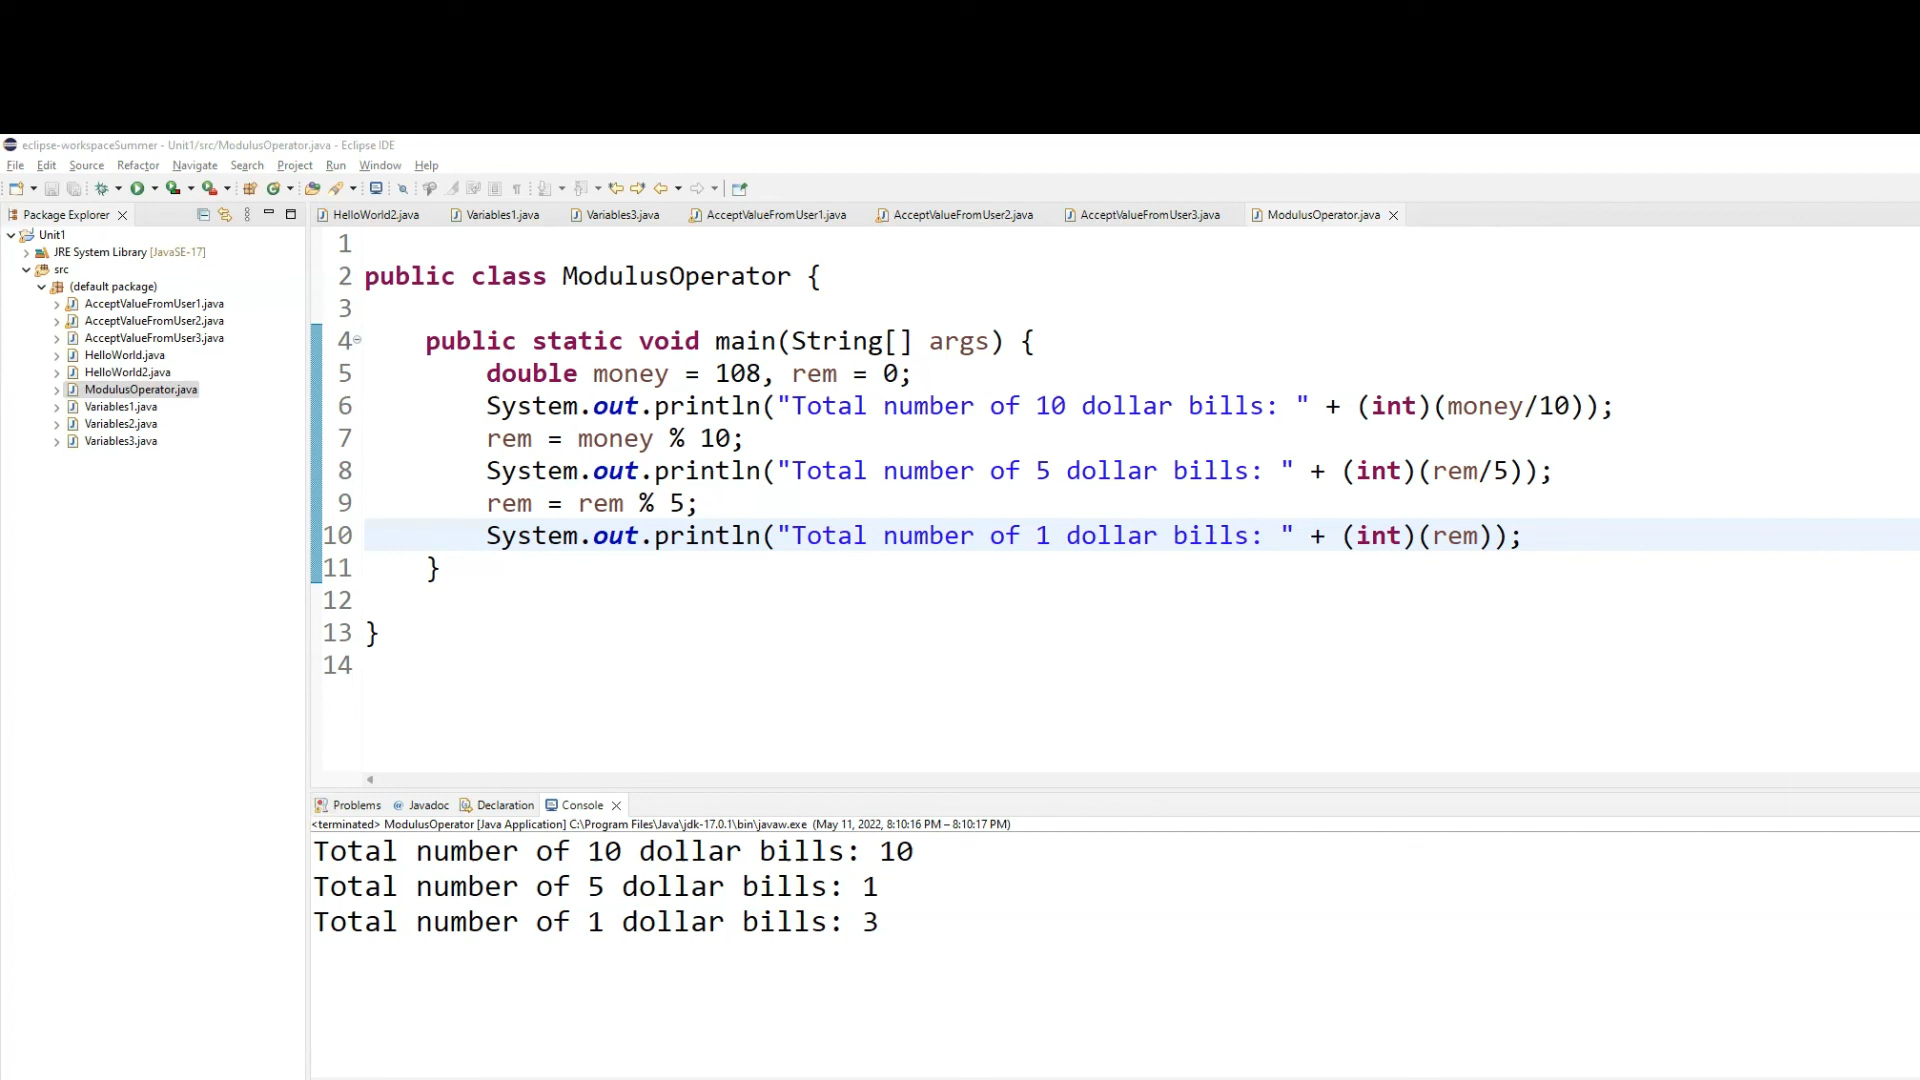 eclipse-workspaceSummer - Unit1/src/ModulusOperator.java - Eclipse IDE
File Edit Source Refactor Navigate Search Project Run Window Help
Package Explorer
Unit1
JRE System Library [JavaSE-17]
src
(default package)
AcceptValueFromUser1.java
AcceptValueFromUser2.java
AcceptValueFromUser3.java
HelloWorld.java
HelloWorld2.java
ModulusOperator.java
Variables1.java
Variables2.java
Variables3.java
HelloWorld2.java Variables1.java Variables3.java AcceptValueFromUser1.java AcceptValueFromUser2.java AcceptValueFromUser3.java ModulusOperator.java
1
2 public class ModulusOperator {
3
4 public static void main(String[] args) {
5 double money = 108, rem = 0;
6 System.out.println("Total number of 10 dollar bills: " + (int)(money/10));
7 rem = money % 10;
8 System.out.println("Total number of 5 dollar bills: " + (int)(rem/5));
9 rem = rem % 5;
10 System.out.println("Total number of 1 dollar bills: " + (int)(rem));
11 }
12
13 }
14
Problems Javadoc Declaration Console
<terminated> ModulusOperator [Java Application] C:\Program Files\Java\jdk-17.0.1\bin\javaw.exe (May 11, 2022, 8:10:16 PM – 8:10:17 PM)
Total number of 10 dollar bills: 10
Total number of 5 dollar bills: 1
Total number of 1 dollar bills: 3